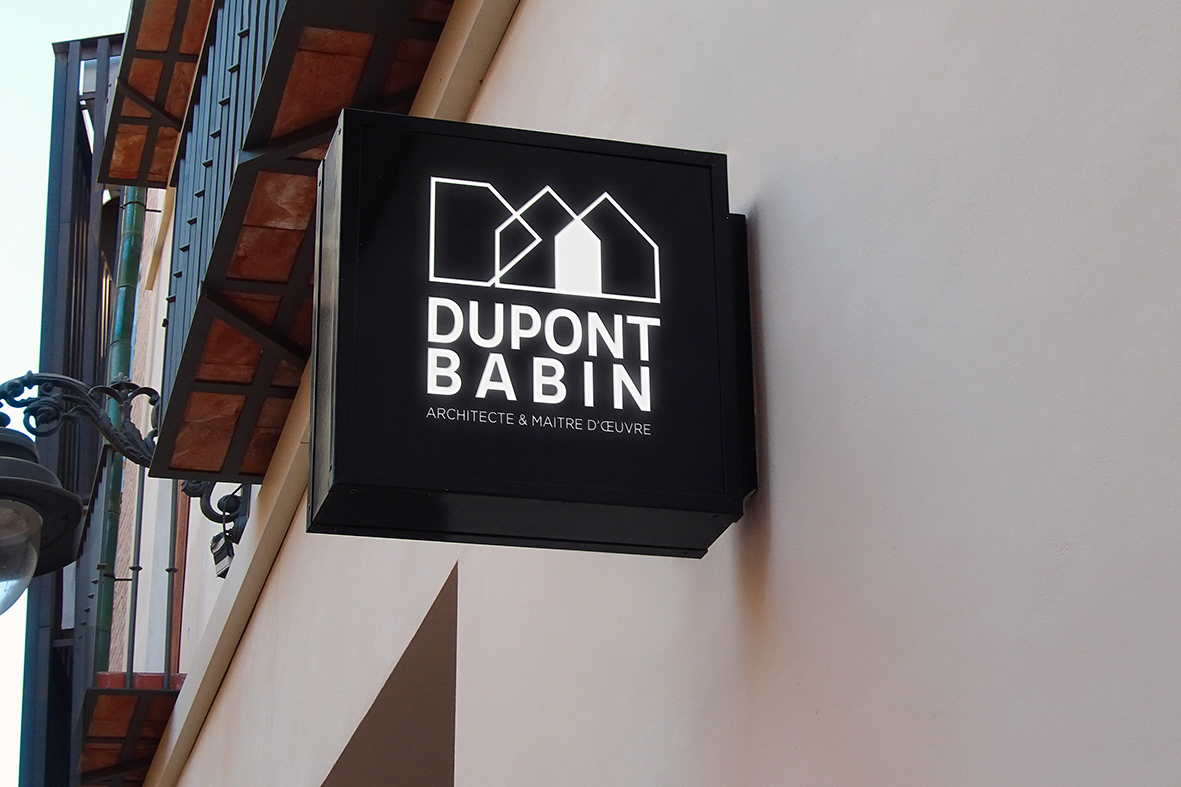 DUPONT
BABIN
ARCHITECTE & MAITRE D'ŒUVRE